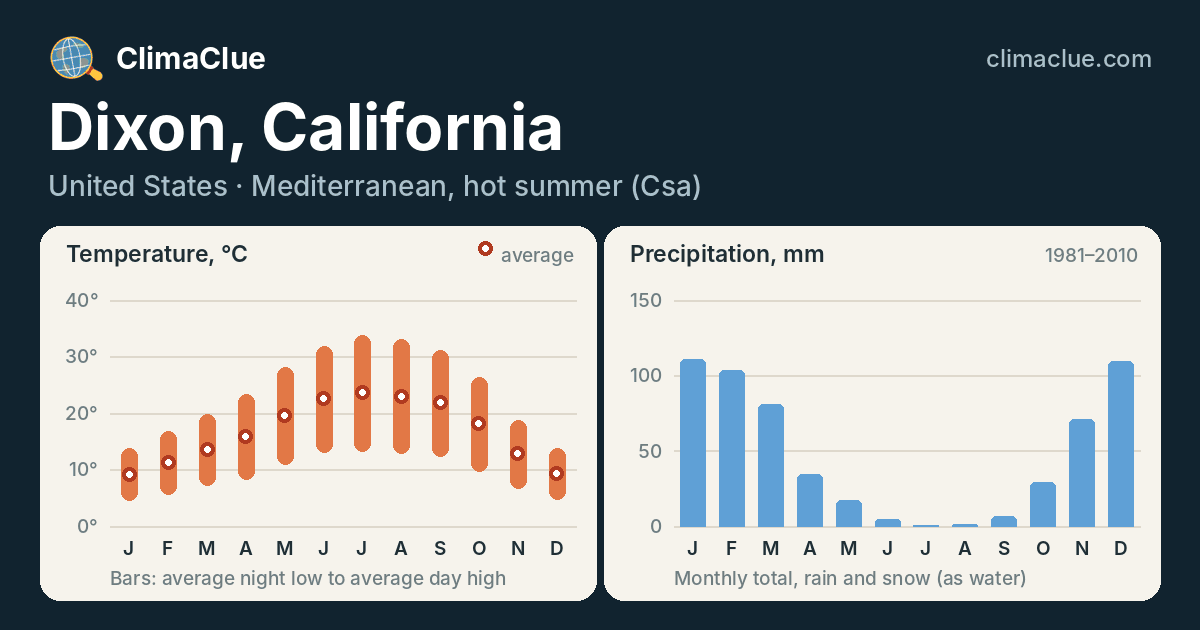 ClimaClue
climaclue.com
Dixon, California
United States · Mediterranean, hot summer (Csa)
Temperature, °C
average
40°
30°
20°
10°
0°
J F M A M J J A S O N D
Bars: average night low to average day high
Precipitation, mm
1981–2010
150
100
50
0
J F M A M J J A S O N D
Monthly total, rain and snow (as water)